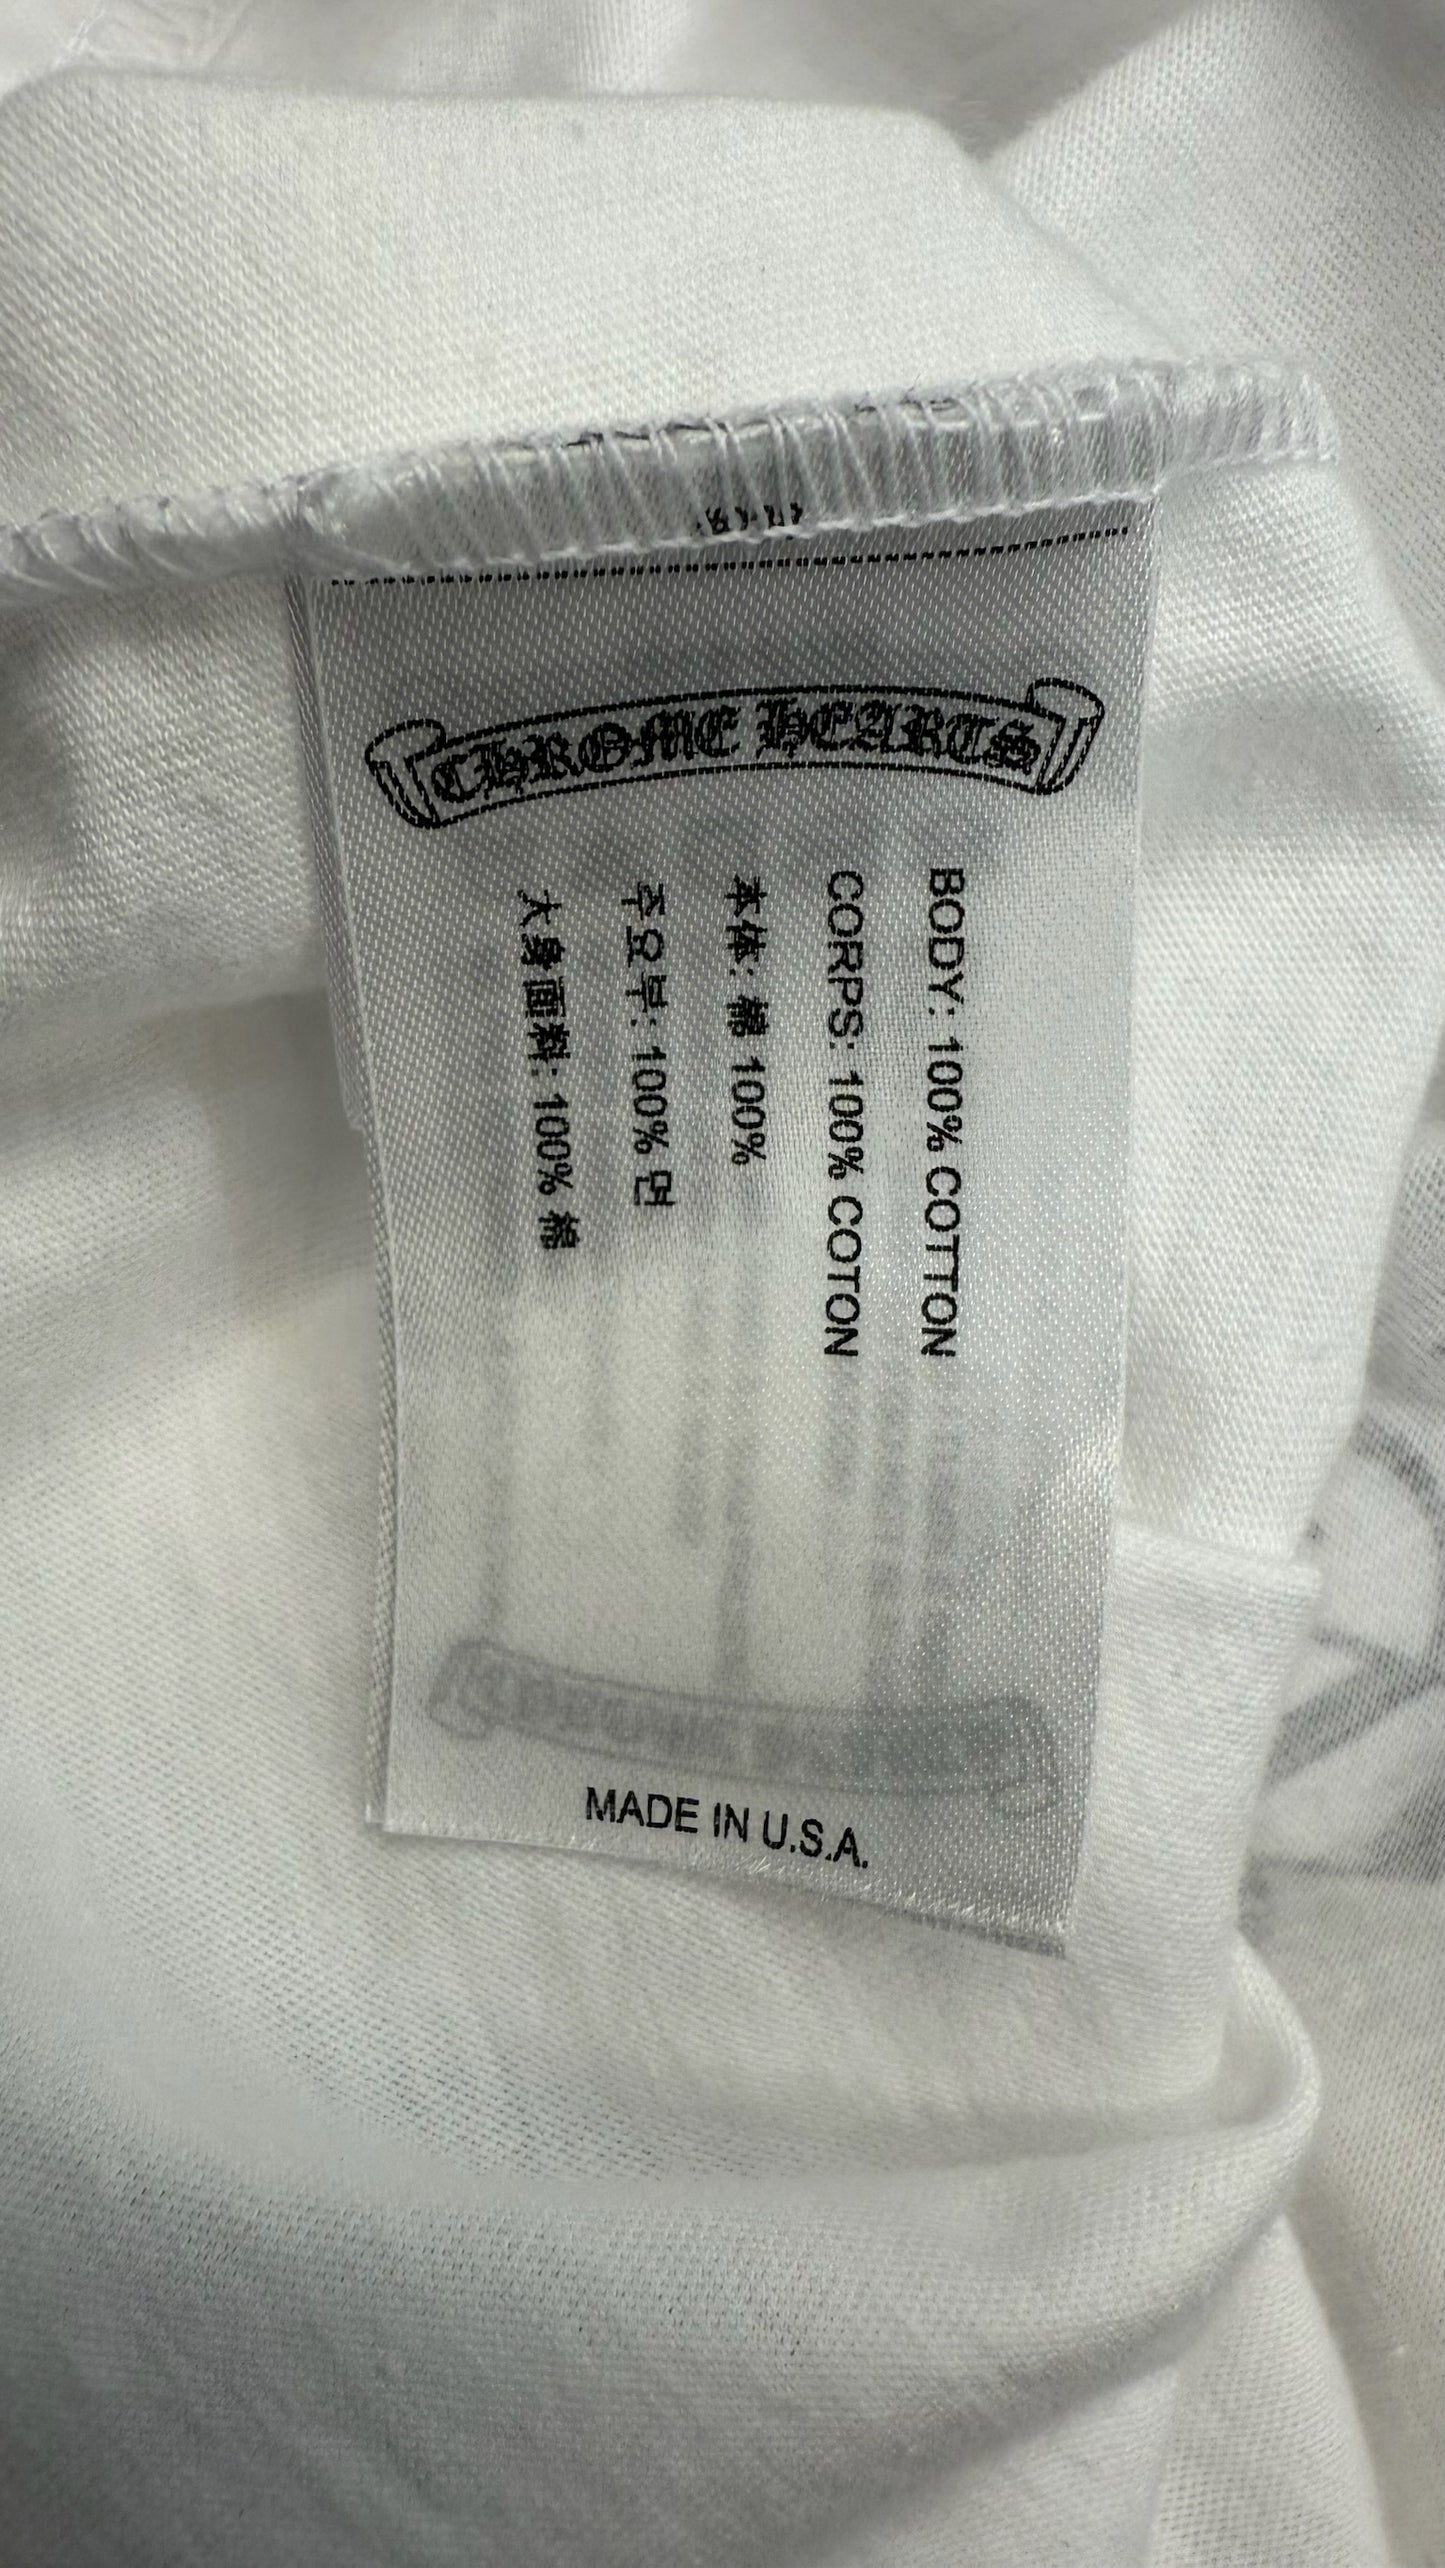 CHROME HEARTS
BODY: 100% COTTON
CORPS: 100% COTON
本体: 綿 100%
주요부: 100% 면
大身面料: 100% 棉
MADE IN U.S.A.